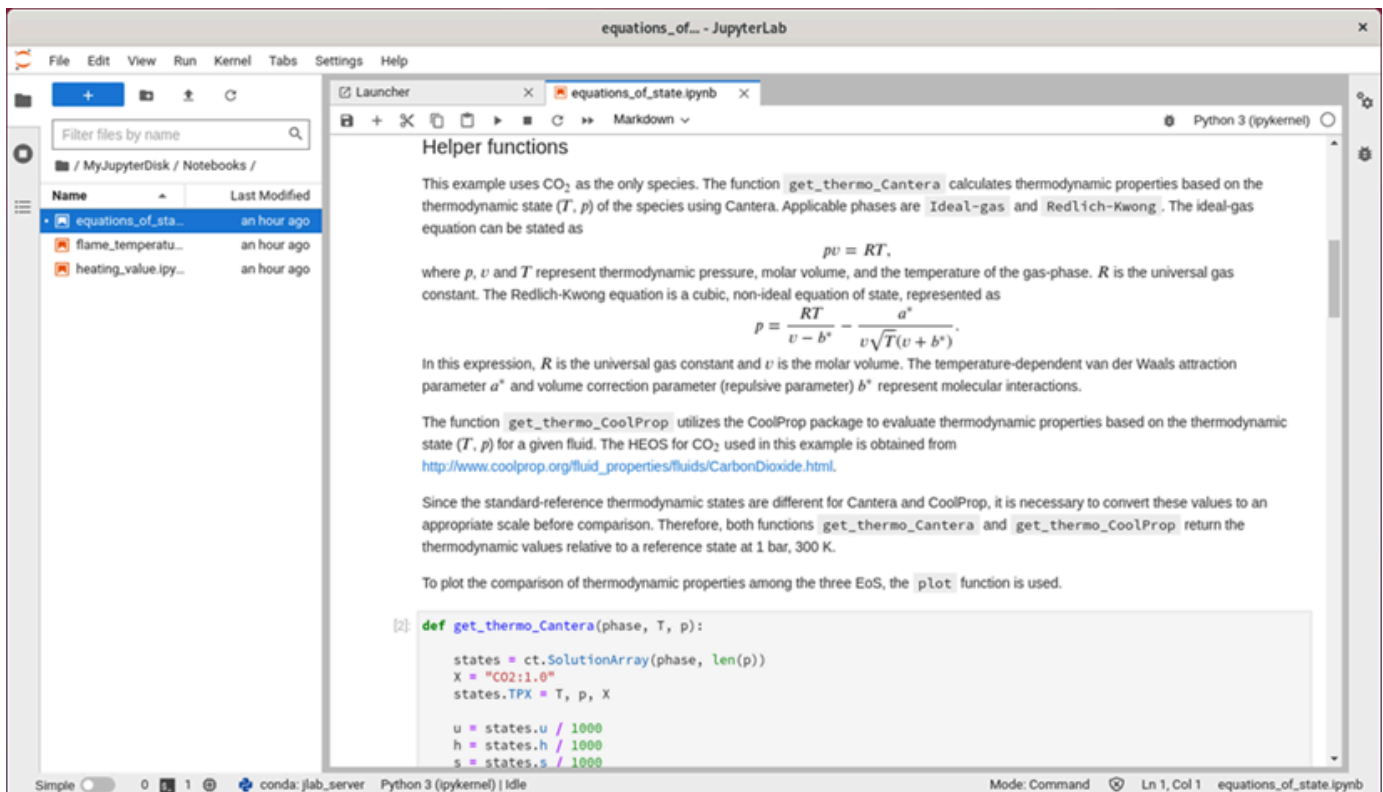 equations_of... - JupyterLab
File Edit View Run Kernel Tabs Settings Help
Launcher
equations_of_state.ipynb
Markdown
Python 3 (ipykernel)
Filter files by name
/ MyJupyterDisk / Notebooks /
Name Last Modified
equations_of_sta... an hour ago
flame_temperatu... an hour ago
heating_value.ipy... an hour ago
Helper functions
This example uses CO₂ as the only species. The function get_thermo_Cantera calculates thermodynamic properties based on the
thermodynamic state (T, p) of the species using Cantera. Applicable phases are Ideal-gas and Redlich-Kwong . The ideal-gas
equation can be stated as
pv = RT,
where p, v and T represent thermodynamic pressure, molar volume, and the temperature of the gas-phase. R is the universal gas
constant. The Redlich-Kwong equation is a cubic, non-ideal equation of state, represented as
p = RT / (v − b*) − a* / (v√T(v + b*)).
In this expression, R is the universal gas constant and v is the molar volume. The temperature-dependent van der Waals attraction
parameter a* and volume correction parameter (repulsive parameter) b* represent molecular interactions.
The function get_thermo_CoolProp utilizes the CoolProp package to evaluate thermodynamic properties based on the thermodynamic
state (T, p) for a given fluid. The HEOS for CO₂ used in this example is obtained from
http://www.coolprop.org/fluid_properties/fluids/CarbonDioxide.html.
Since the standard-reference thermodynamic states are different for Cantera and CoolProp, it is necessary to convert these values to an
appropriate scale before comparison. Therefore, both functions get_thermo_Cantera and get_thermo_CoolProp return the
thermodynamic values relative to a reference state at 1 bar, 300 K.
To plot the comparison of thermodynamic properties among the three EoS, the plot function is used.
[2]: def get_thermo_Cantera(phase, T, p):
states = ct.SolutionArray(phase, len(p))
X = "CO2:1.0"
states.TPX = T, p, X
u = states.u / 1000
h = states.h / 1000
s = states.s / 1000
Simple 0 1 conda: jlab_server Python 3 (ipykernel) | Idle Mode: Command Ln 1, Col 1 equations_of_state.ipynb